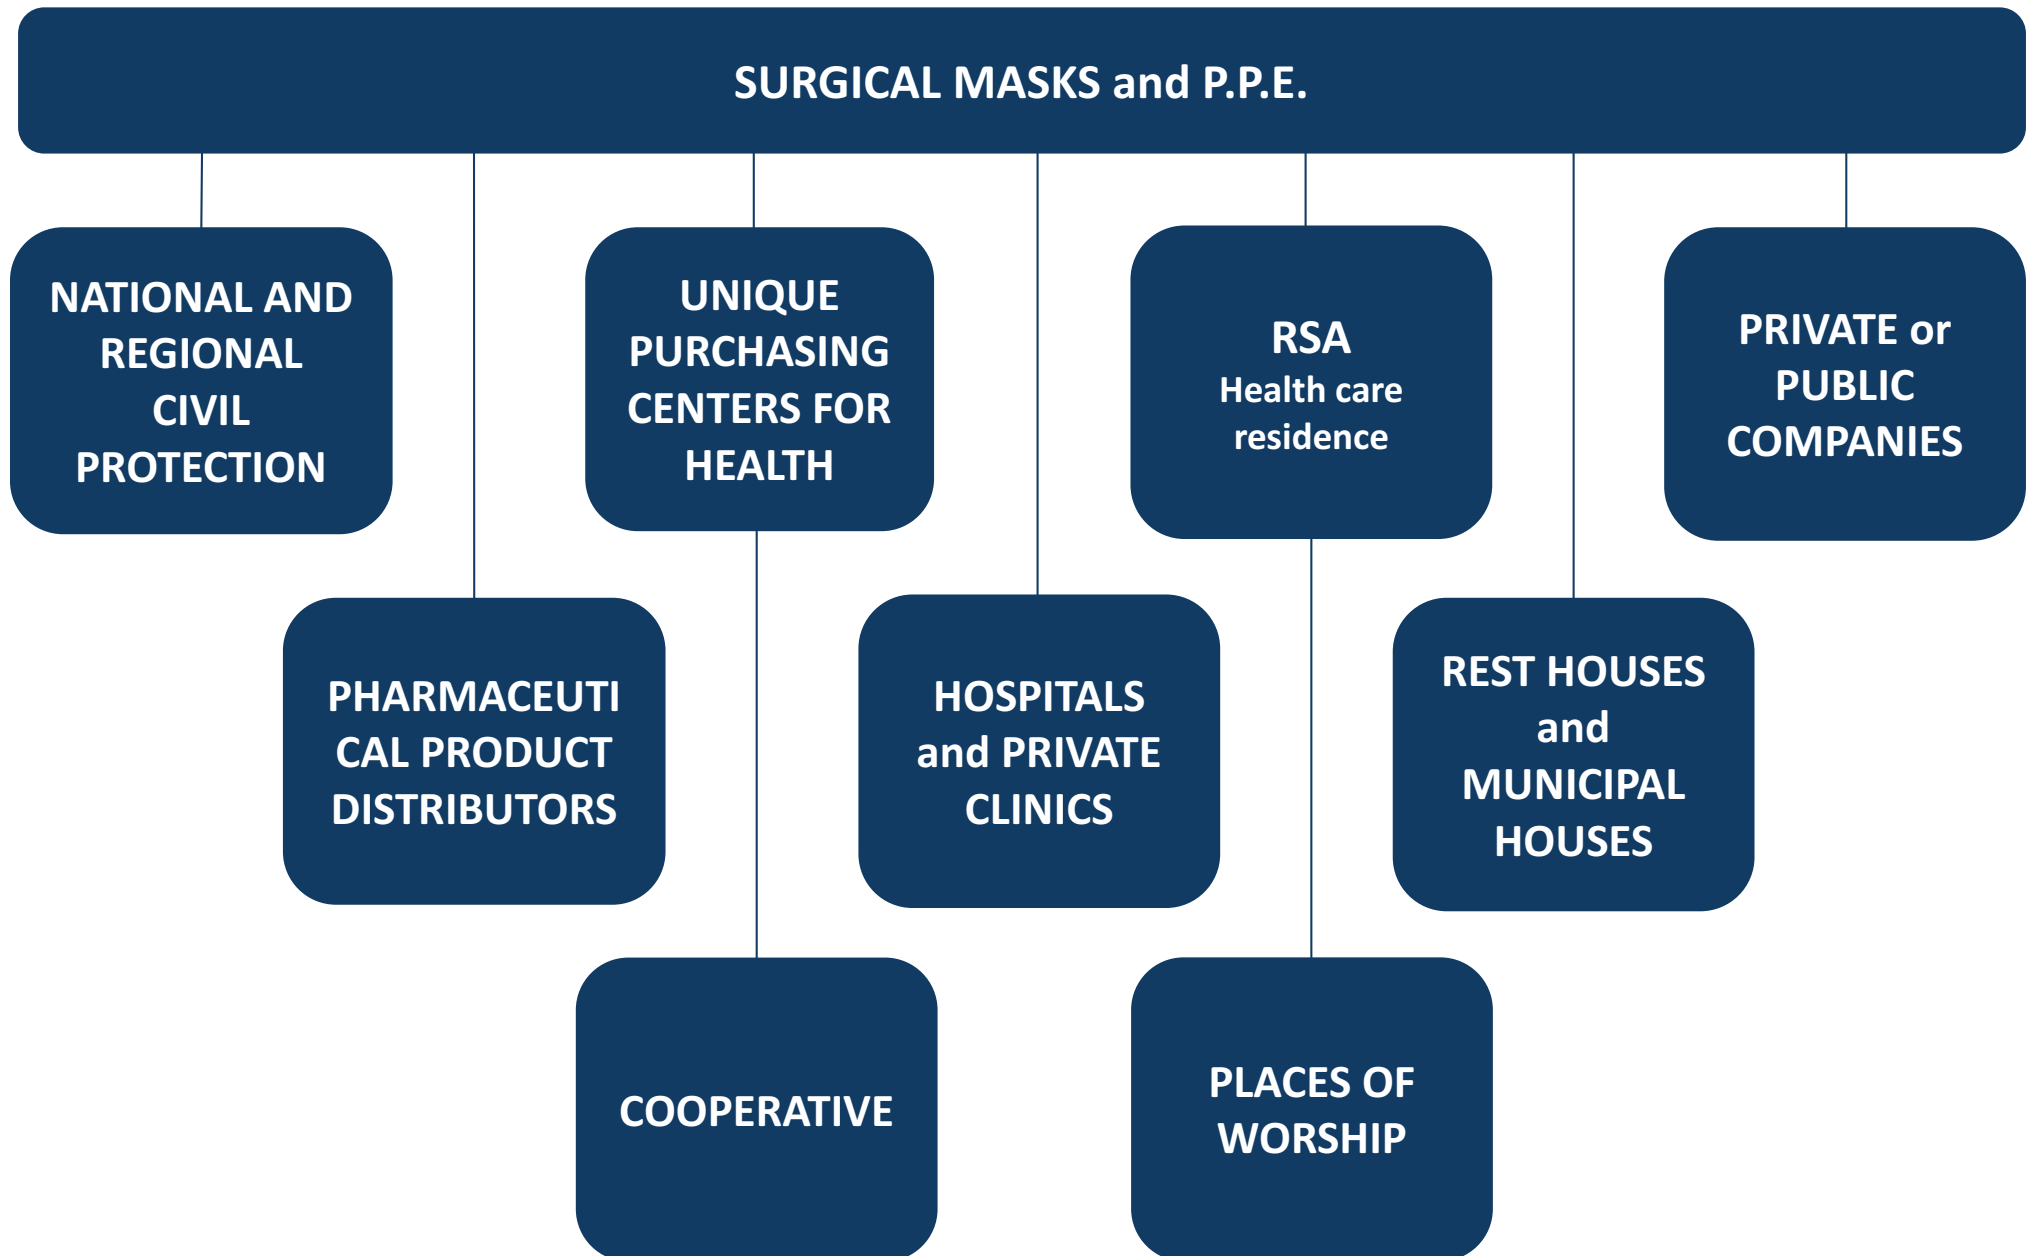 SURGICAL MASKS and P.P.E.
NATIONAL AND
REGIONAL
CIVIL
PROTECTION
UNIQUE
PURCHASING
CENTERS FOR
HEALTH
RSA
Health care
residence
PRIVATE or
PUBLIC
COMPANIES
PHARMACEUTI
CAL PRODUCT
DISTRIBUTORS
HOSPITALS
and PRIVATE
CLINICS
REST HOUSES
and
MUNICIPAL
HOUSES
COOPERATIVE
PLACES OF
WORSHIP